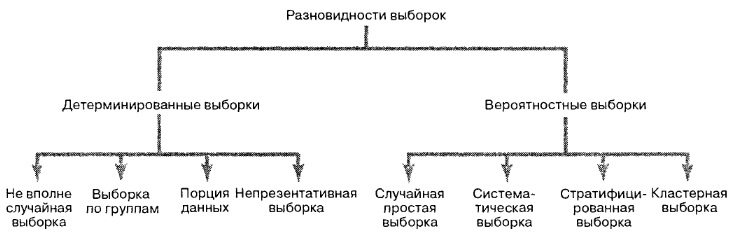 Разновидности выборок
Детерминированные выборки
Вероятностные выборки
Не вполне
случайная
выборка
Выборка
по группам
Порция
данных
Непрезентативная
выборка
Случайная
простая
выборка
Система-
тическая
выборка
Стратифици-
рованная
выборка
Кластерная
выборка